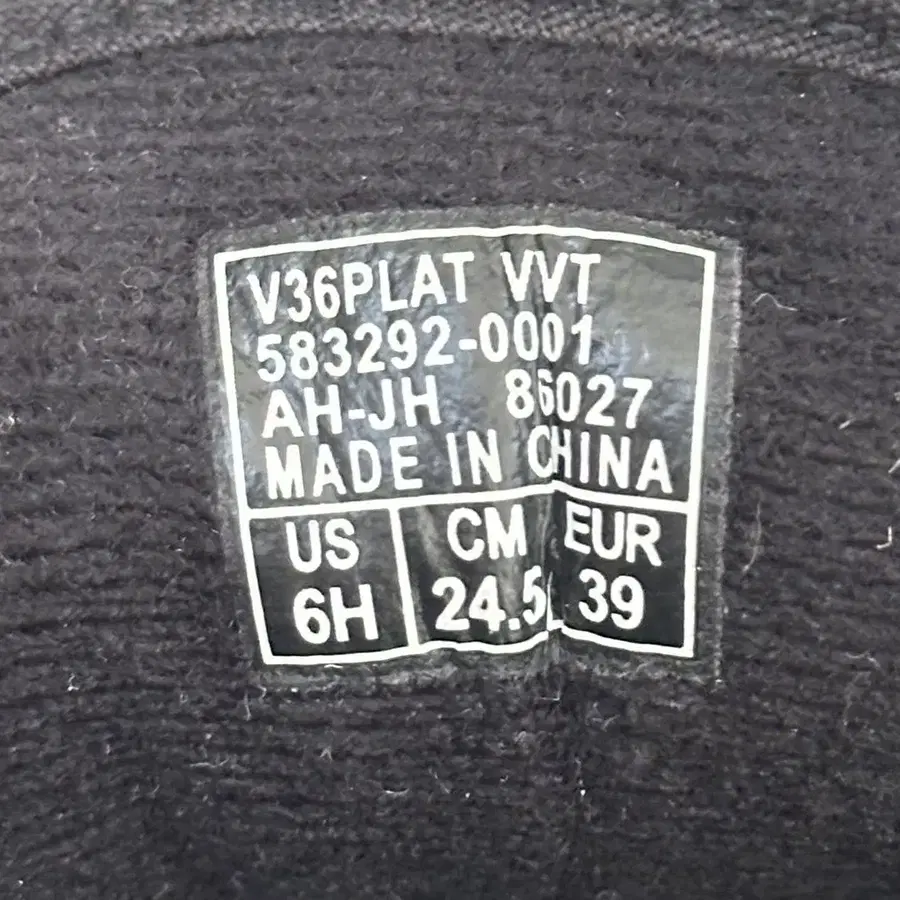 V36PLAT VVT
583292-0001
AH-JH 86027
MADE IN CHINA
US CM EUR
6H 24.5 39